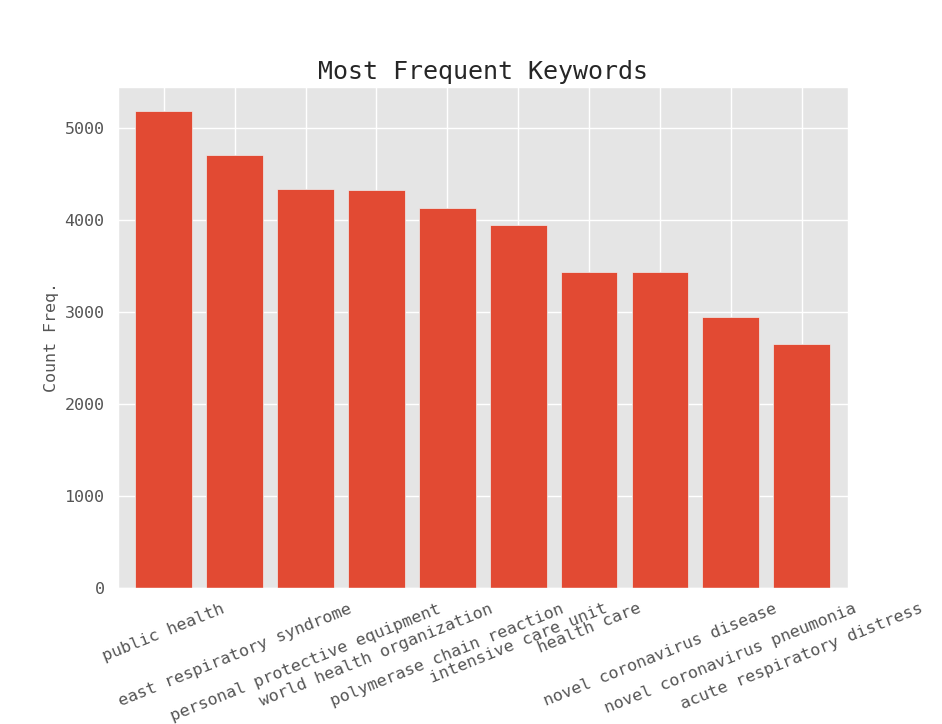 Most Frequent Keywords
Count Freq.
5000
4000
3000
2000
1000
0
public health
east respiratory syndrome
personal protective equipment
world health organization
polymerase chain reaction
intensive care unit
health care
novel coronavirus disease
novel coronavirus pneumonia
acute respiratory distress